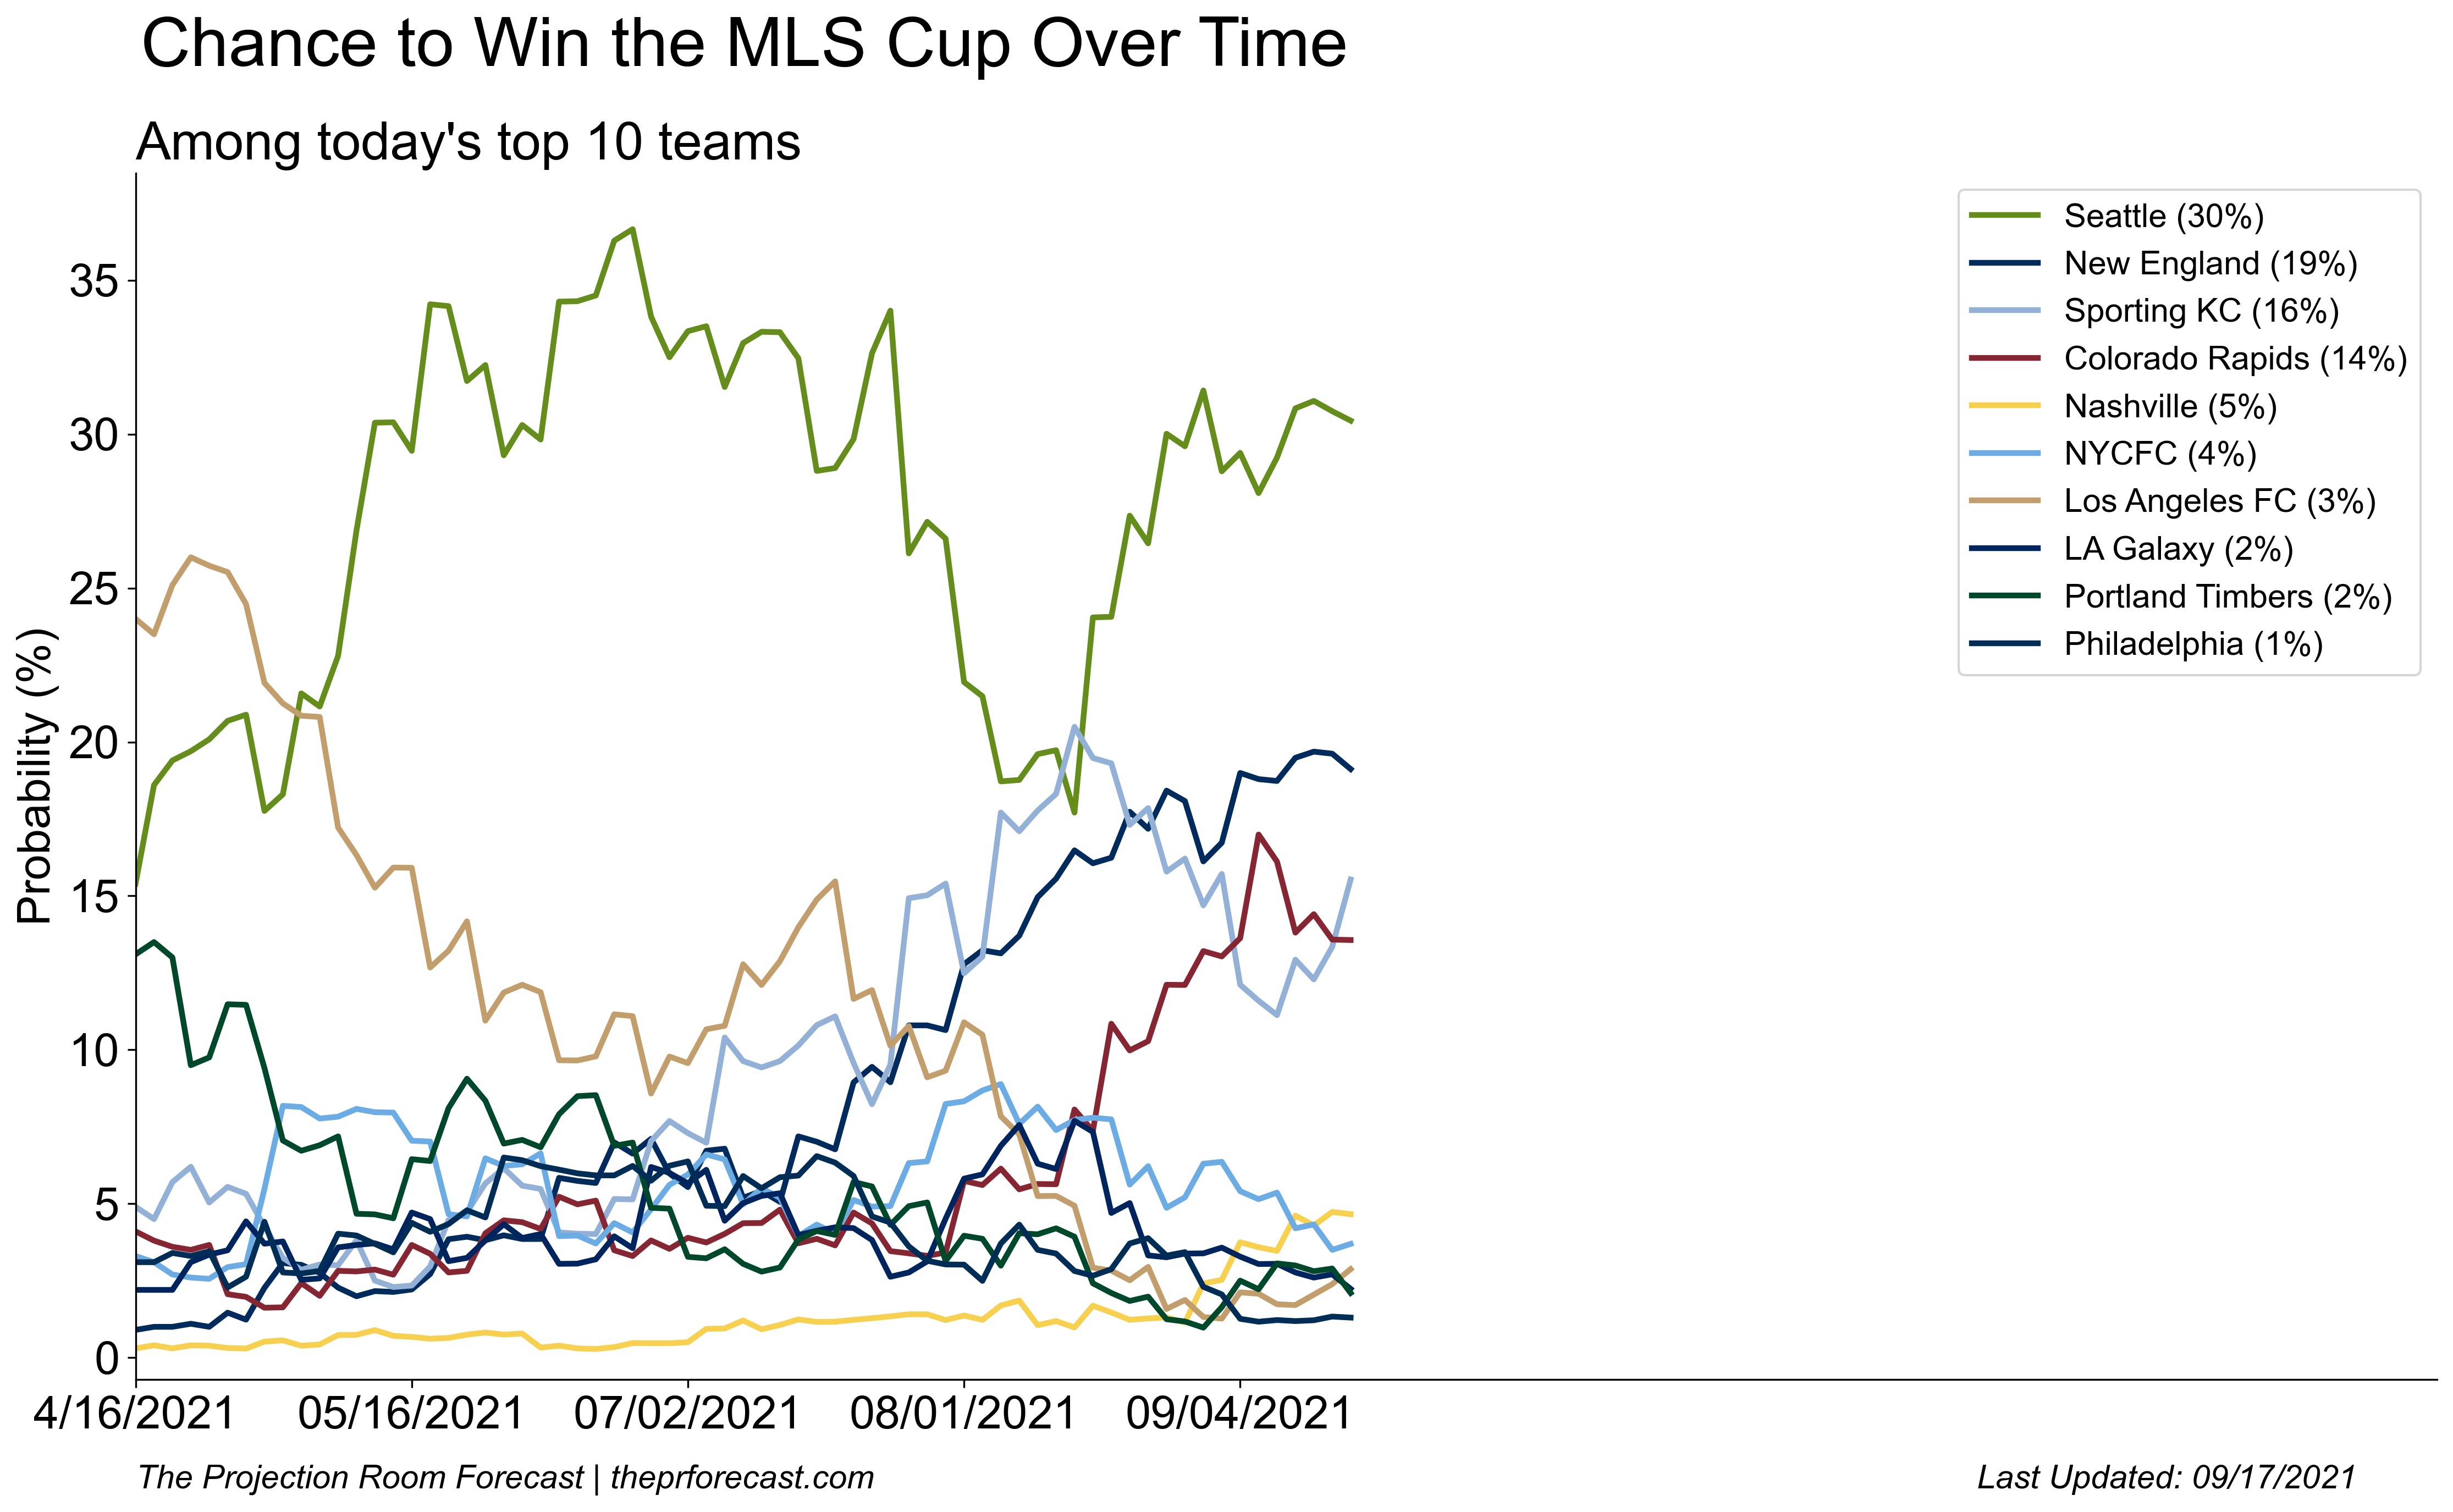 Chance to Win the MLS Cup Over Time
Among today's top 10 teams
Probability (%)
35
30
25
20
15
10
5
0
4/16/2021
05/16/2021
07/02/2021
08/01/2021
09/04/2021
Seattle (30%)
New England (19%)
Sporting KC (16%)
Colorado Rapids (14%)
Nashville (5%)
NYCFC (4%)
Los Angeles FC (3%)
LA Galaxy (2%)
Portland Timbers (2%)
Philadelphia (1%)
The Projection Room Forecast | theprforecast.com
Last Updated: 09/17/2021